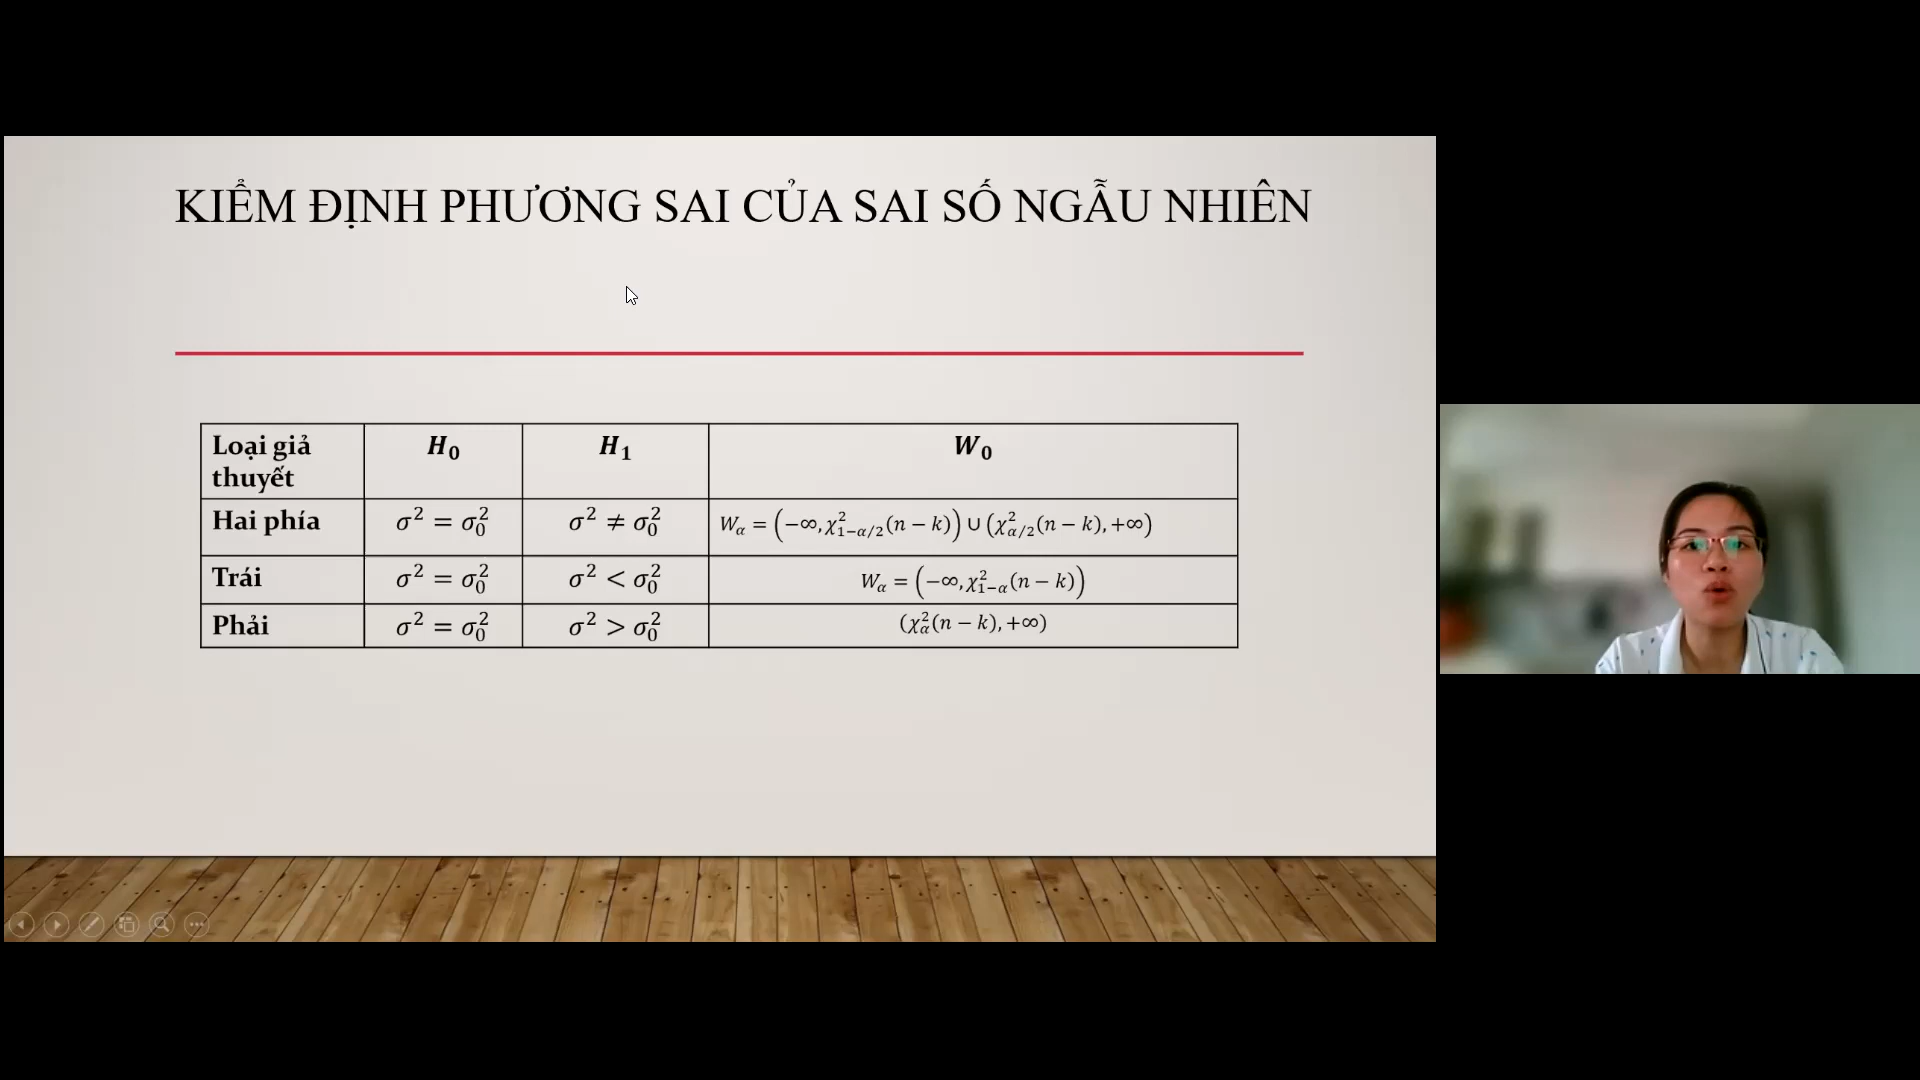 KIỂM ĐỊNH PHƯƠNG SAI CỦA SAI SỐ NGẪU NHIÊN
Loại giả thuyết H₀ H₁ W₀
Hai phía σ² = σ₀² σ² ≠ σ₀² Wα = (−∞, χ²₁₋α/₂(n − k)) ∪ (χ²α/₂(n − k), +∞)
Trái σ² = σ₀² σ² < σ₀² Wα = (−∞, χ²₁₋α(n − k))
Phải σ² = σ₀² σ² > σ₀² (χ²α(n − k), +∞)